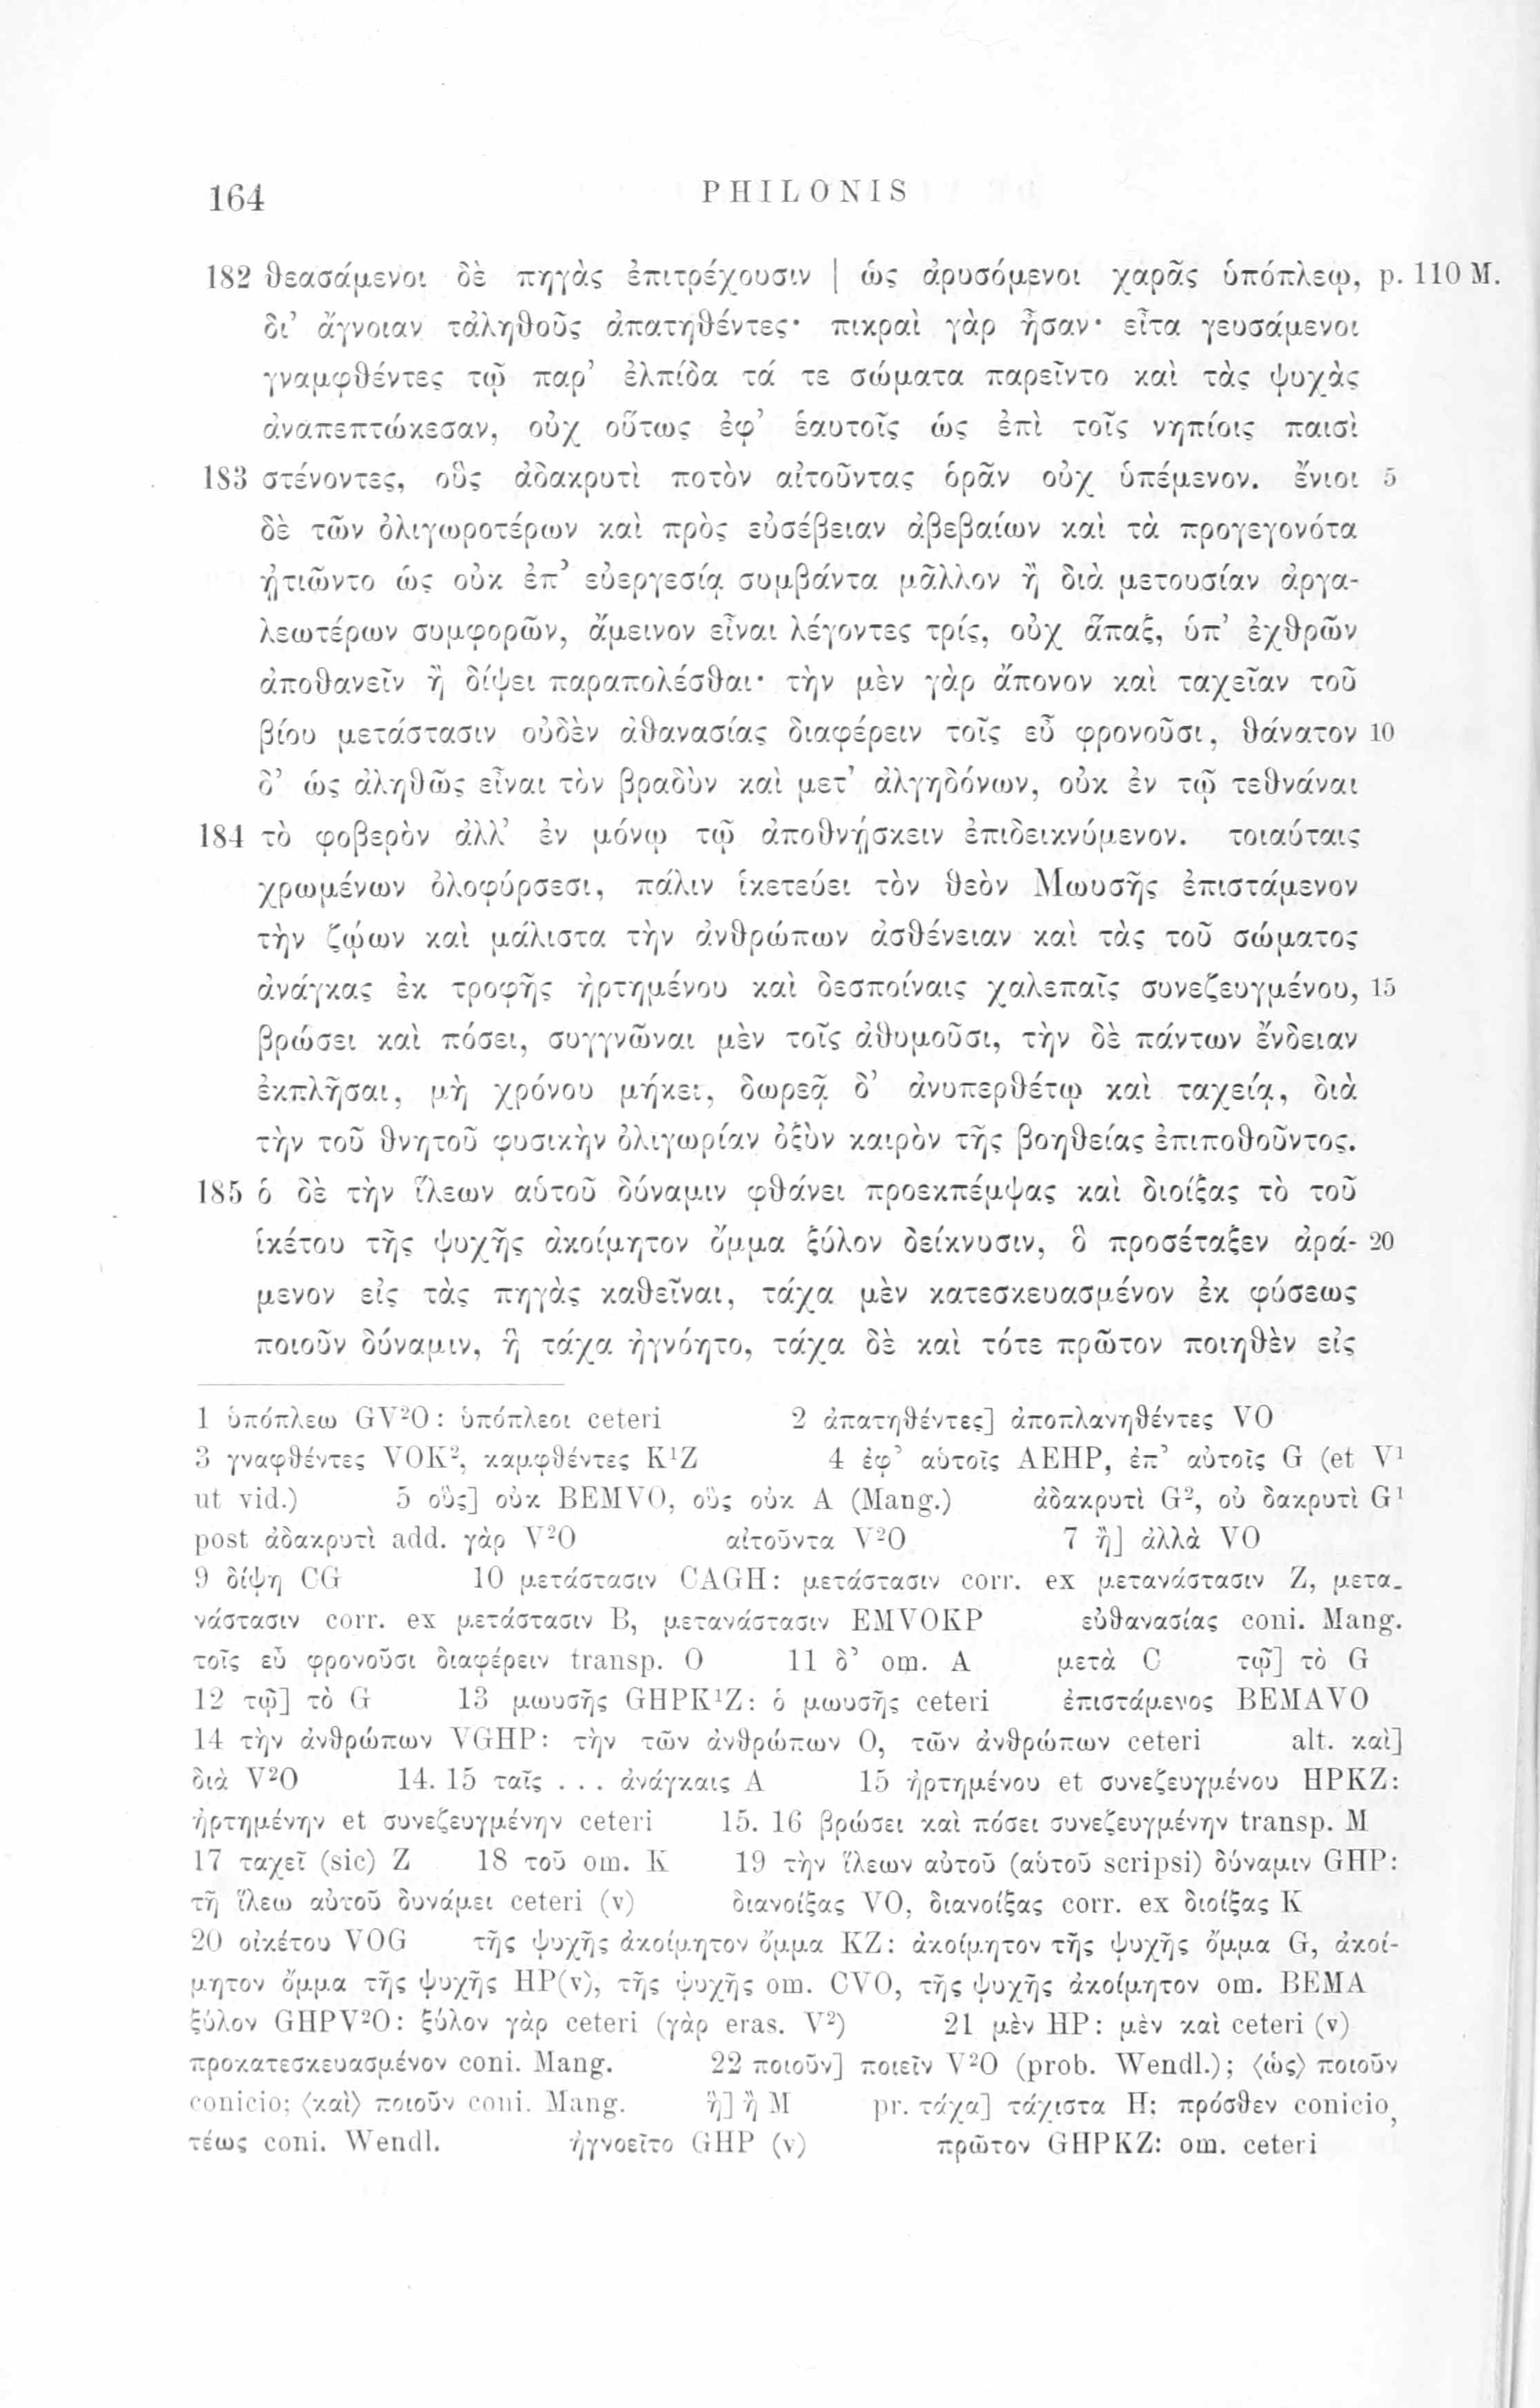 164
PHILONIS
182 θεασάμενοι δὲ πηγὰς ἐπιτρέχουσιν | ὡς ἀρυσόμενοι χαρᾶς ὑπόπλεῳ, p. 110 M.
δι’ ἄγνοιαν τἀληθοῦς ἀπατηθέντες· πικραὶ γὰρ ἦσαν· εἶτα γευσάμενοι
γναμφθέντες τῷ παρ’ ἐλπίδα τά τε σώματα παρεῖντο καὶ τὰς ψυχὰς
ἀναπεπτώκεσαν, οὐχ οὕτως ἐφ’ ἑαυτοῖς ὡς ἐπὶ τοῖς νηπίοις παισὶ
183 στένοντες, οὓς ἀδακρυτὶ ποτὸν αἰτοῦντας ὁρᾶν οὐχ ὑπέμενον. ἔνιοι 5
δὲ τῶν ὀλιγωροτέρων καὶ πρὸς εὐσέβειαν ἀβεβαίων καὶ τὰ προγεγονότα
ᾐτιῶντο ὡς οὐκ ἐπ’ εὐεργεσίᾳ συμβάντα μᾶλλον ἢ διὰ μετουσίαν ἀργα-
λεωτέρων συμφορῶν, ἄμεινον εἶναι λέγοντες τρίς, οὐχ ἅπαξ, ὑπ’ ἐχθρῶν
ἀποθανεῖν ἢ δίψει παραπολέσθαι· τὴν μὲν γὰρ ἄπονον καὶ ταχεῖαν τοῦ
βίου μετάστασιν οὐδὲν ἀθανασίας διαφέρειν τοῖς εὖ φρονοῦσι, θάνατον 10
δ’ ὡς ἀληθῶς εἶναι τὸν βραδὺν καὶ μετ’ ἀλγηδόνων, οὐκ ἐν τῷ τεθνάναι
184 τὸ φοβερὸν ἀλλ’ ἐν μόνῳ τῷ ἀποθνῄσκειν ἐπιδεικνύμενον. τοιαύταις
χρωμένων ὀλοφύρσεσι, πάλιν ἱκετεύει τὸν θεὸν Μωυσῆς ἐπιστάμενον
τὴν ζῴων καὶ μάλιστα τὴν ἀνθρώπων ἀσθένειαν καὶ τὰς τοῦ σώματος
ἀνάγκας ἐκ τροφῆς ἠρτημένου καὶ δεσποίναις χαλεπαῖς συνεζευγμένου, 15
βρώσει καὶ πόσει, συγγνῶναι μὲν τοῖς ἀθυμοῦσι, τὴν δὲ πάντων ἔνδειαν
ἐκπλῆσαι, μὴ χρόνου μήκει, δωρεᾷ δ’ ἀνυπερθέτῳ καὶ ταχείᾳ, διὰ
τὴν τοῦ θνητοῦ φυσικὴν ὀλιγωρίαν ὀξὺν καιρὸν τῆς βοηθείας ἐπιποθοῦντος.
185 ὁ δὲ τὴν ἵλεων αὑτοῦ δύναμιν φθάνει προεκπέμψας καὶ διοίξας τὸ τοῦ
ἱκέτου τῆς ψυχῆς ἀκοίμητον ὄμμα ξύλον δείκνυσιν, ὃ προσέταξεν ἀρά- 20
μενον εἰς τὰς πηγὰς καθεῖναι, τάχα μὲν κατεσκευασμένον ἐκ φύσεως
ποιοῦν δύναμιν, ἣ τάχα ἠγνόητο, τάχα δὲ καὶ τότε πρῶτον ποιηθὲν εἰς
1 ὑπόπλεω GV²O: ὑπόπλεοι ceteri 2 ἀπατηθέντες] ἀποπλανηθέντες VO
3 γναφθέντες VOK², καμφθέντες K¹Z 4 ἐφ’ αὑτοῖς AEHP, ἐπ’ αὐτοῖς G (et V¹
ut vid.) 5 οὓς] οὐκ BEMVO, οὓς οὐκ A (Mang.) ἀδακρυτὶ G², οὐ δακρυτὶ G¹
post ἀδακρυτὶ add. γὰρ V²O αἰτοῦντα V²O 7 ἢ] ἀλλὰ VO
9 δίψῃ CG 10 μετάστασιν CAGH: μετάστασιν corr. ex μετανάστασιν Z, μετα-
νάστασιν corr. ex μετάστασιν B, μετανάστασιν EMVOKP εὐθανασίας coni. Mang.
τοῖς εὖ φρονοῦσι διαφέρειν transp. O 11 δ’ om. A μετὰ C τῷ] τὸ G
12 τῷ] τὸ G 13 μωυσῆς GHPK¹Z: ὁ μωυσῆς ceteri ἐπιστάμενος BEMAVO
14 τὴν ἀνθρώπων VGHP: τὴν τῶν ἀνθρώπων O, τῶν ἀνθρώπων ceteri alt. καὶ]
διὰ V²O 14. 15 ταῖς . . . ἀνάγκαις A 15 ἠρτημένου et συνεζευγμένου HPKZ:
ἠρτημένην et συνεζευγμένην ceteri 15. 16 βρώσει καὶ πόσει συνεζευγμένην transp. M
17 ταχεῖ (sic) Z 18 τοῦ om. K 19 τὴν ἵλεων αὐτοῦ (αὑτοῦ scripsi) δύναμιν GHP:
τῇ ἵλεω αὐτοῦ δυνάμει ceteri (v) διανοίξας VO, διανοίξας corr. ex διοίξας K
20 οἰκέτου VOG τῆς ψυχῆς ἀκοίμητον ὄμμα KZ: ἀκοίμητον τῆς ψυχῆς ὄμμα G, ἀκοί-
μητον ὄμμα τῆς ψυχῆς HP(v), τῆς ψυχῆς om. CVO, τῆς ψυχῆς ἀκοίμητον om. BEMA
ξύλον GHPV²O: ξύλον γὰρ ceteri (γὰρ eras. V²) 21 μὲν HP: μὲν καὶ ceteri (v)
προκατεσκευασμένον coni. Mang. 22 ποιοῦν] ποιεῖν V²O (prob. Wendl.); ⟨ὡς⟩ ποιοῦν
conicio; ⟨καὶ⟩ ποιοῦν coni. Mang. ἣ] ἢ M pr. τάχα] τάχιστα H: πρόσθεν conicio,
τέως coni. Wendl. ἠγνοεῖτο GHP (v) πρῶτον GHPKZ: om. ceteri